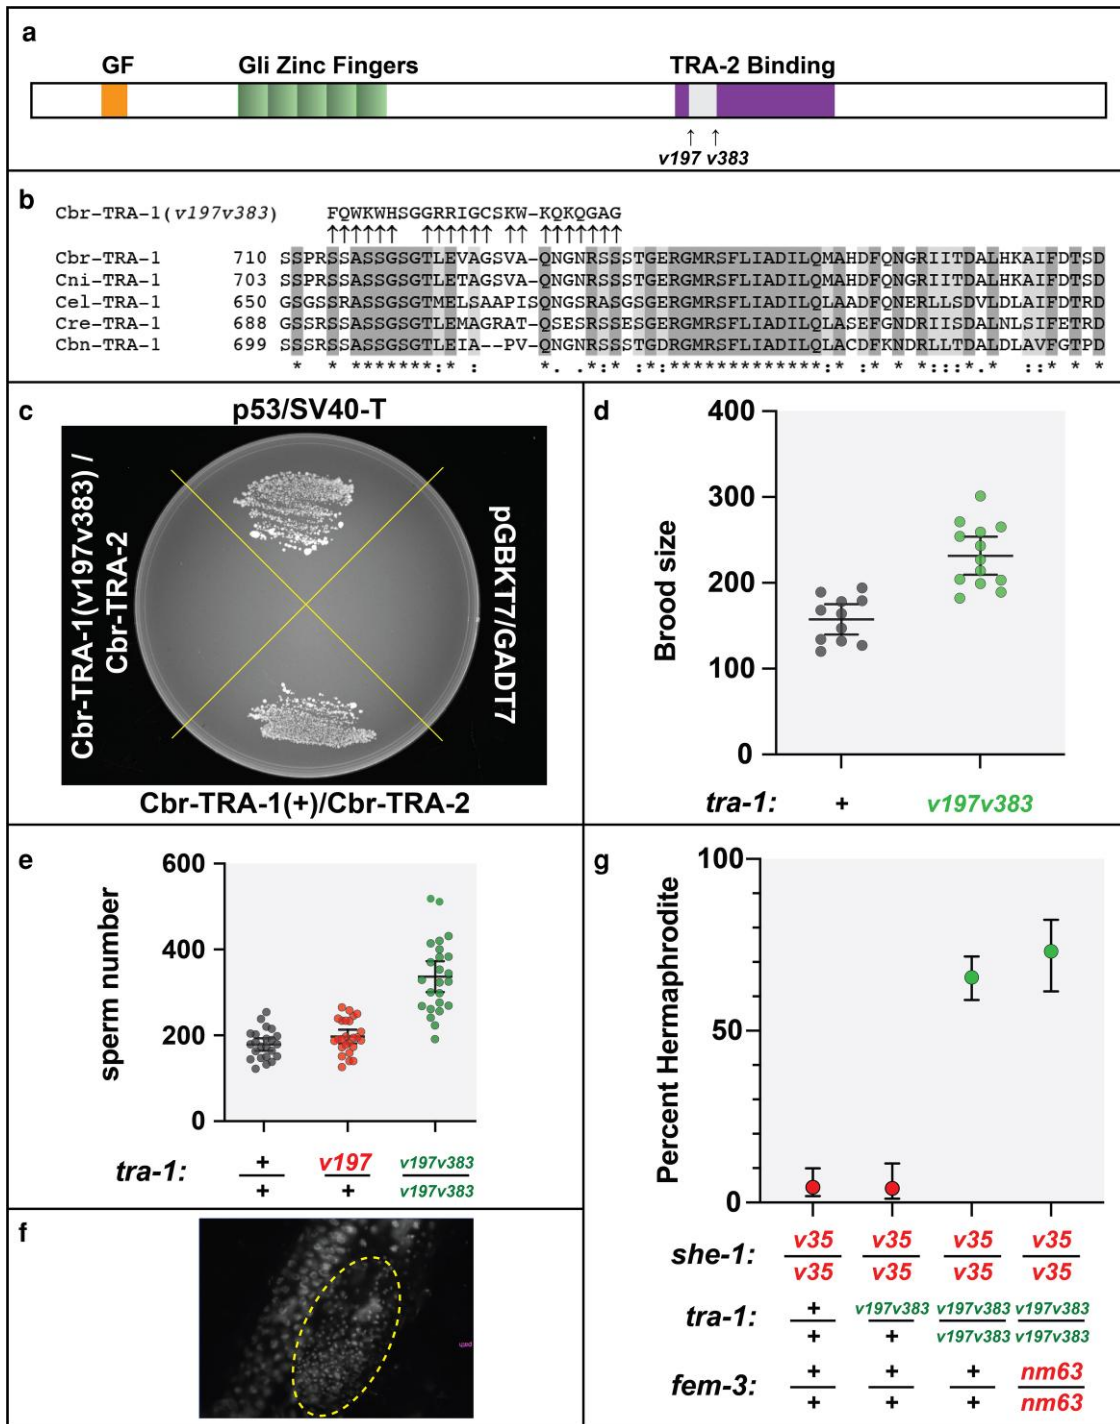 a
GF Gli Zinc Fingers TRA-2 Binding
↑ ↑
v197 v383
b
Cbr-TRA-1(v197v383) FQWKWHSGGRRIGCSKW-KQKQGAG
↑↑↑↑↑↑ ↑↑↑↑↑↑ ↑↑ ↑↑↑↑↑↑↑
Cbr-TRA-1 710 SSPRSSASSGSGTLEVAGSVA-QNGNRSSSTGERGMRSFLIADILQMAHDFQNGRIITDALHKAIFDTSD
Cni-TRA-1 703 SSPRSSASSGSGTLETAGSVA-QNGNRSSSTGERGMRSFLIADILQMAHDFQNGRIITDALHKAIFDTSD
Cel-TRA-1 650 GSGSSRASSGSGTMELSAAPISQNGSRASGSGERGMRSFLIADILQLAADFQNERLLSDVLDLAIFDTRD
Cre-TRA-1 688 GSSRSSASSGSGTLEMAGRAT-QSESRSSESGERGMRSFLIADILQLASEFGNDRIISDALNLSIFETRD
Cbn-TRA-1 699 SSSRSSASSGSGTLEIA--PV-QNGNRSSSTGDRGMRSFLIADILQLACDFKNDRLLTDALDLAVFGTPD
c
p53/SV40-T
Cbr-TRA-1(v197v383) /
Cbr-TRA-2
pGBKT7/GADT7
Cbr-TRA-1(+)/Cbr-TRA-2
d
400
300
200
100
0
Brood size
tra-1: + v197v383
e
600
400
200
0
sperm number
+ v197 v197v383
tra-1:
+ + v197v383
f
path
g
100
50
0
Percent Hermaphrodite
v35 v35 v35 v35
she-1:
v35 v35 v35 v35
+ v197v383 v197v383 v197v383
tra-1:
+ + v197v383 v197v383
+ + + nm63
fem-3:
+ + + nm63